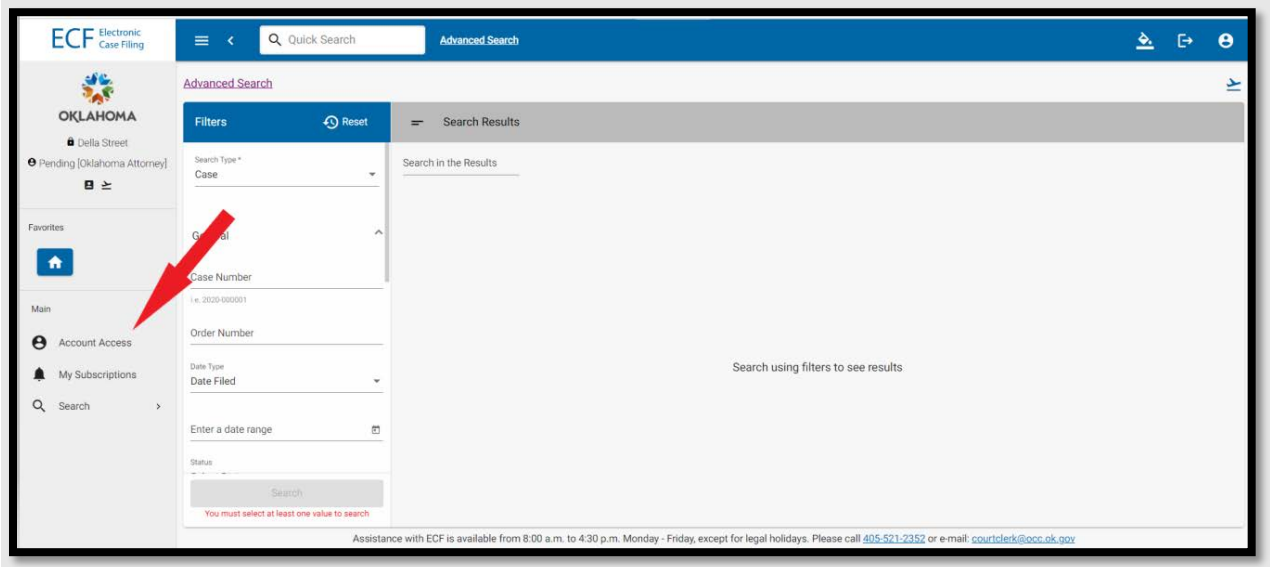 ECF Electronic
Case Filing
Quick Search
Advanced Search
OKLAHOMA
Della Street
Pending [Oklahoma Attorney]
Favorites
Main
Account Access
My Subscriptions
Search
Advanced Search
Filters
Reset
Search Type *
Case
Case Number
i.e. 2020-000001
Order Number
Date Type
Date Filed
Enter a date range
Status
Search
You must select at least one value to search
Search Results
Search in the Results
Search using filters to see results
Assistance with ECF is available from 8:00 a.m. to 4:30 p.m. Monday - Friday, except for legal holidays. Please call 405-521-2352 or e-mail: courtclerk@occ.ok.gov